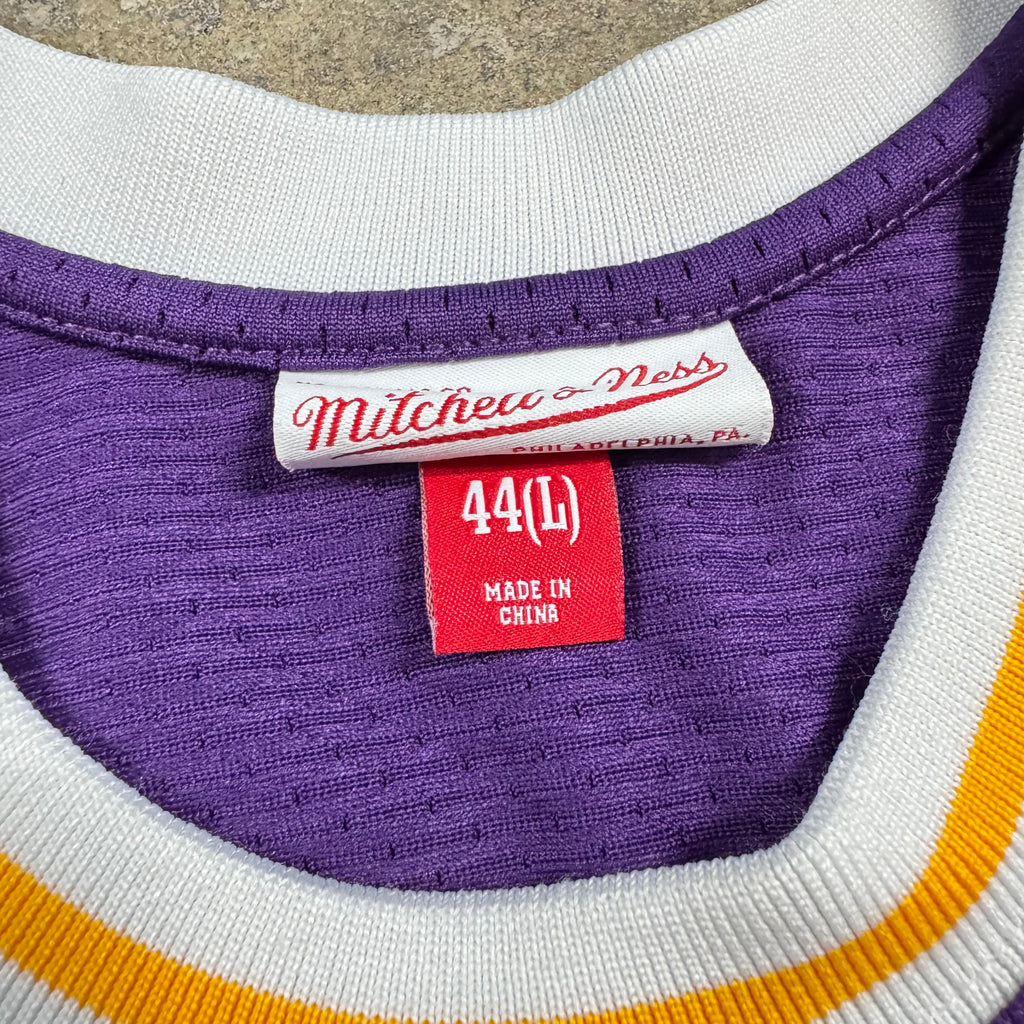 Mitchell & Ness
PHILADELPHIA, PA.
44(L)
MADE IN
CHINA